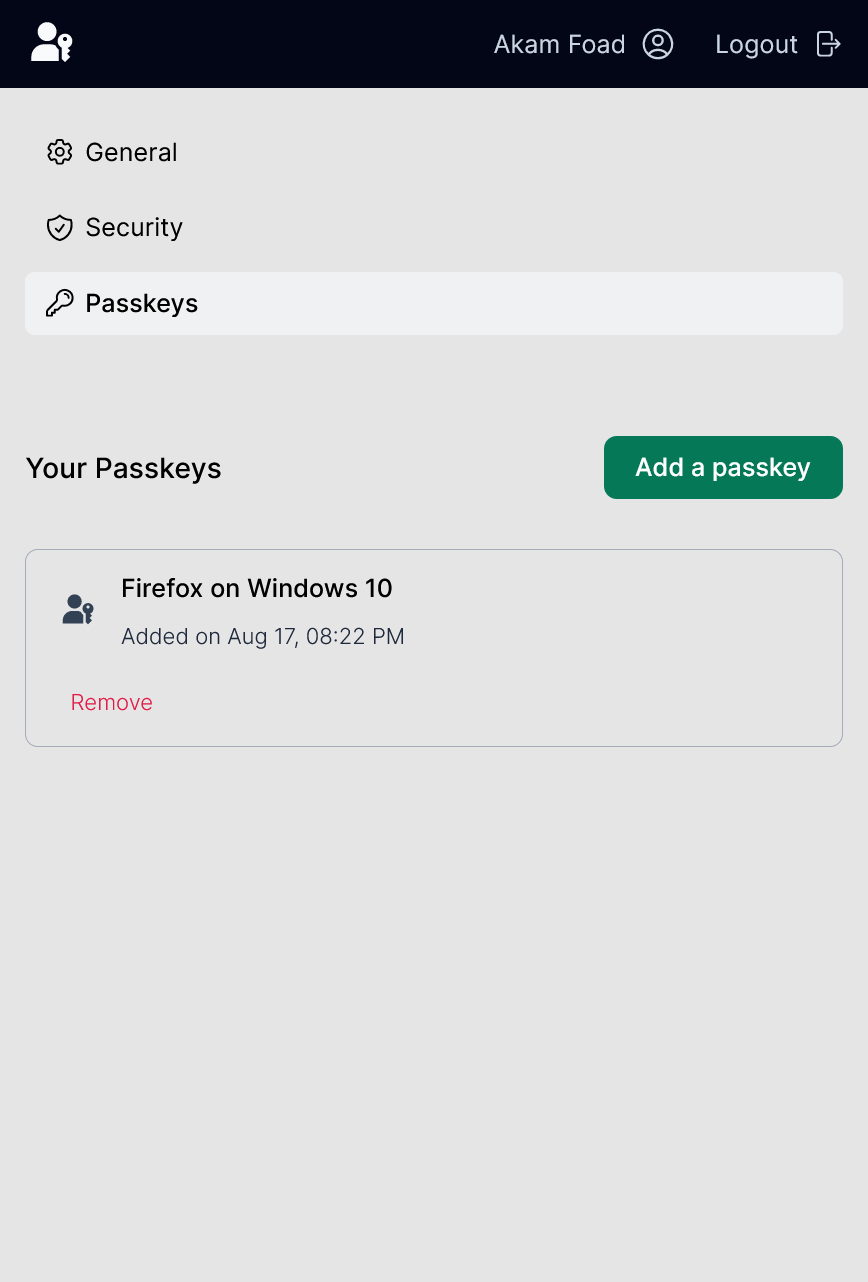 Akam Foad Logout
General
Security
Passkeys
Your Passkeys
Add a passkey
Firefox on Windows 10
Added on Aug 17, 08:22 PM
Remove